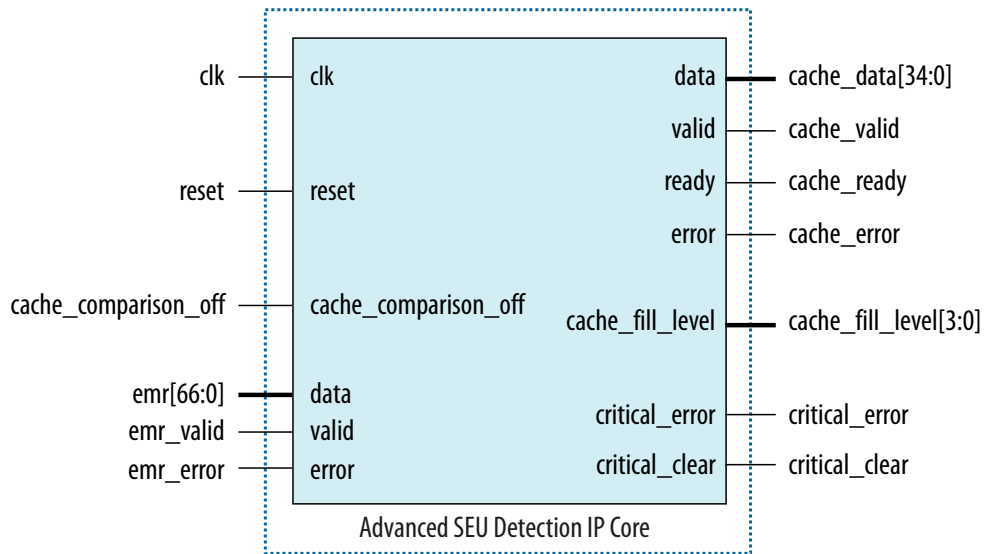 clk clk data cache_data[34:0]
valid cache_valid
reset reset ready cache_ready
error cache_error
cache_comparison_off cache_comparison_off
cache_fill_level cache_fill_level[3:0]
emr[66:0] data
emr_valid valid critical_error critical_error
emr_error error critical_clear critical_clear
Advanced SEU Detection IP Core